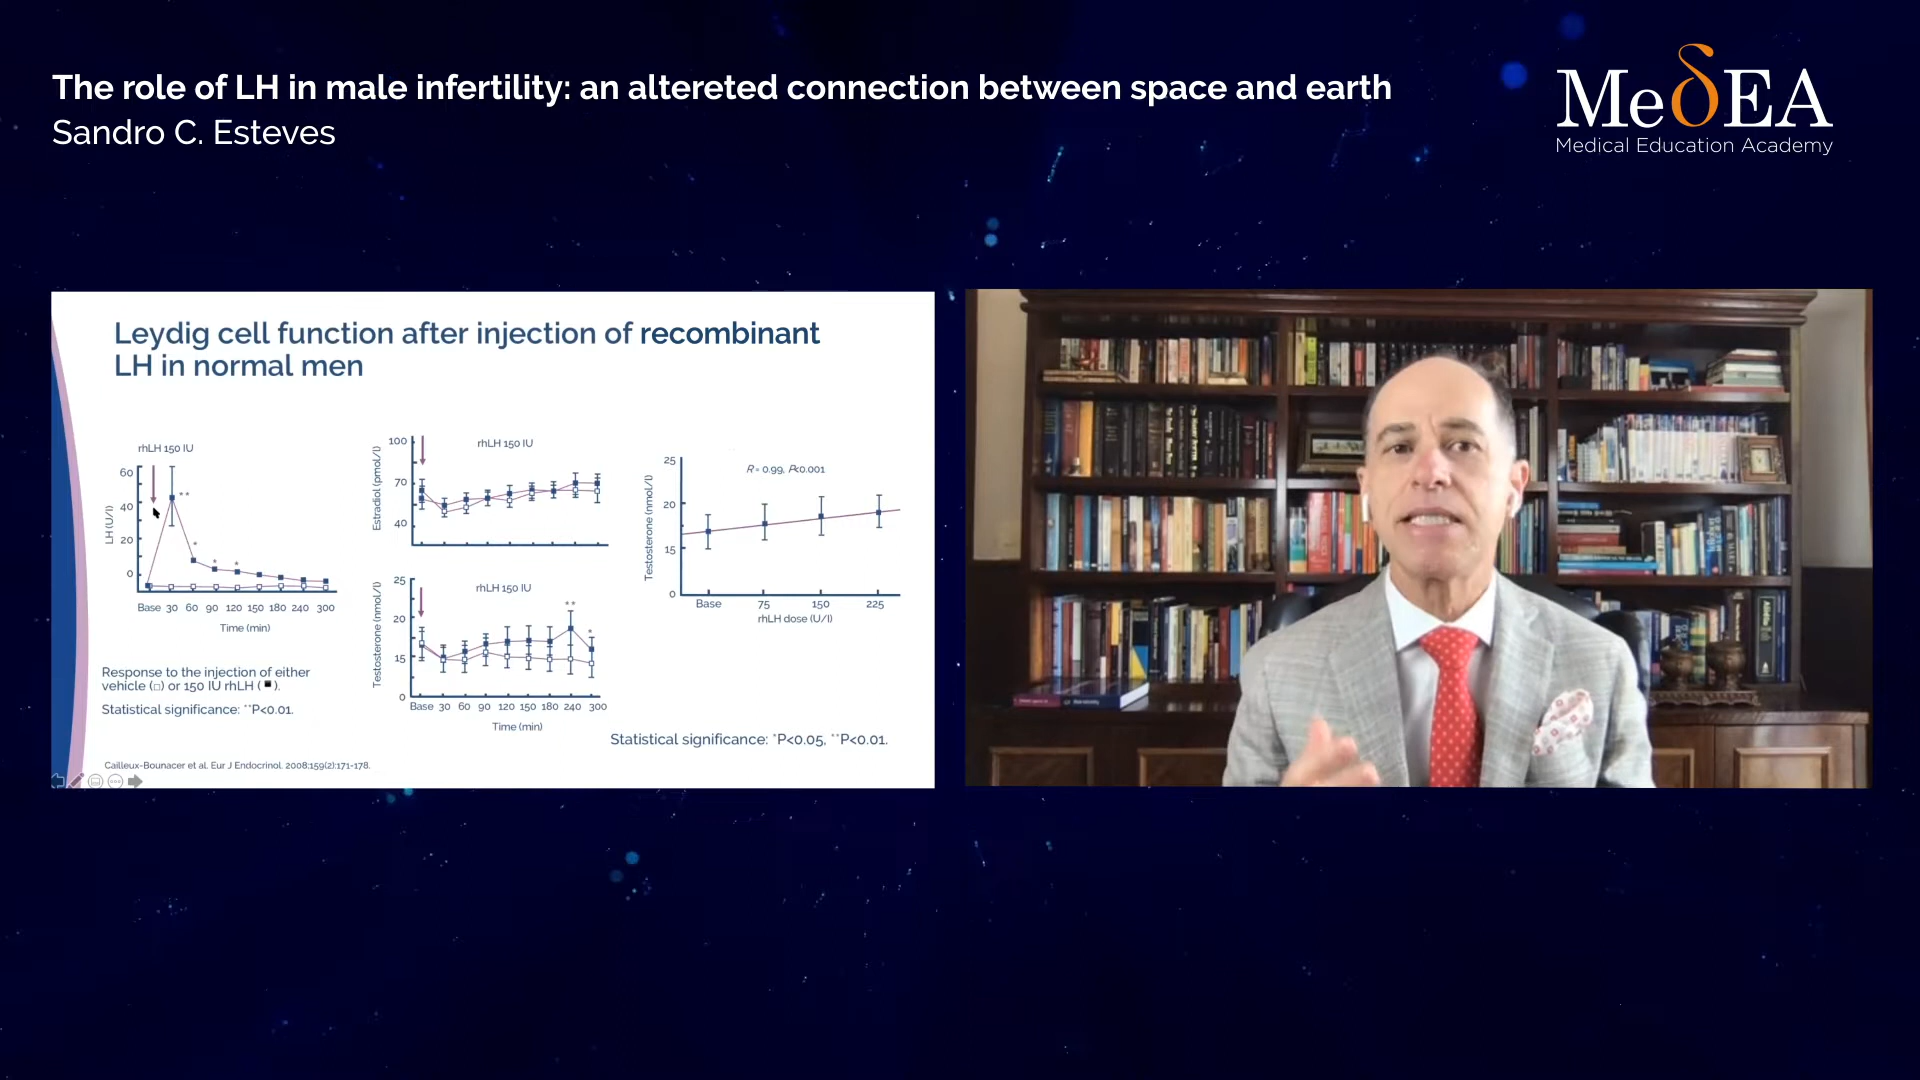 The role of LH in male infertility: an altereted connection between space and earth
Sandro C. Esteves
MeδEA
Medical Education Academy
Leydig cell function after injection of recombinant
LH in normal men
rhLH 150 IU
60
40
20
0
LH (U/l)
**
*
*
*
Base 30 60 90 120 150 180 240 300
Time (min)
Response to the injection of either
vehicle (□) or 150 IU rhLH (■).
Statistical significance: **P<0.01.
rhLH 150 IU
100
70
40
Estradiol (pmol/l)
rhLH 150 IU
25
20
15
0
Testosterone (nmol/l)
**
*
Base 30 60 90 120 150 180 240 300
Time (min)
R = 0.99, P<0.001
25
20
15
0
Testosterone (nmol/l)
Base 75 150 225
rhLH dose (U/l)
Statistical significance: *P<0.05, **P<0.01.
Cailleux-Bounacer et al. Eur J Endocrinol. 2008;159(2):171-178.